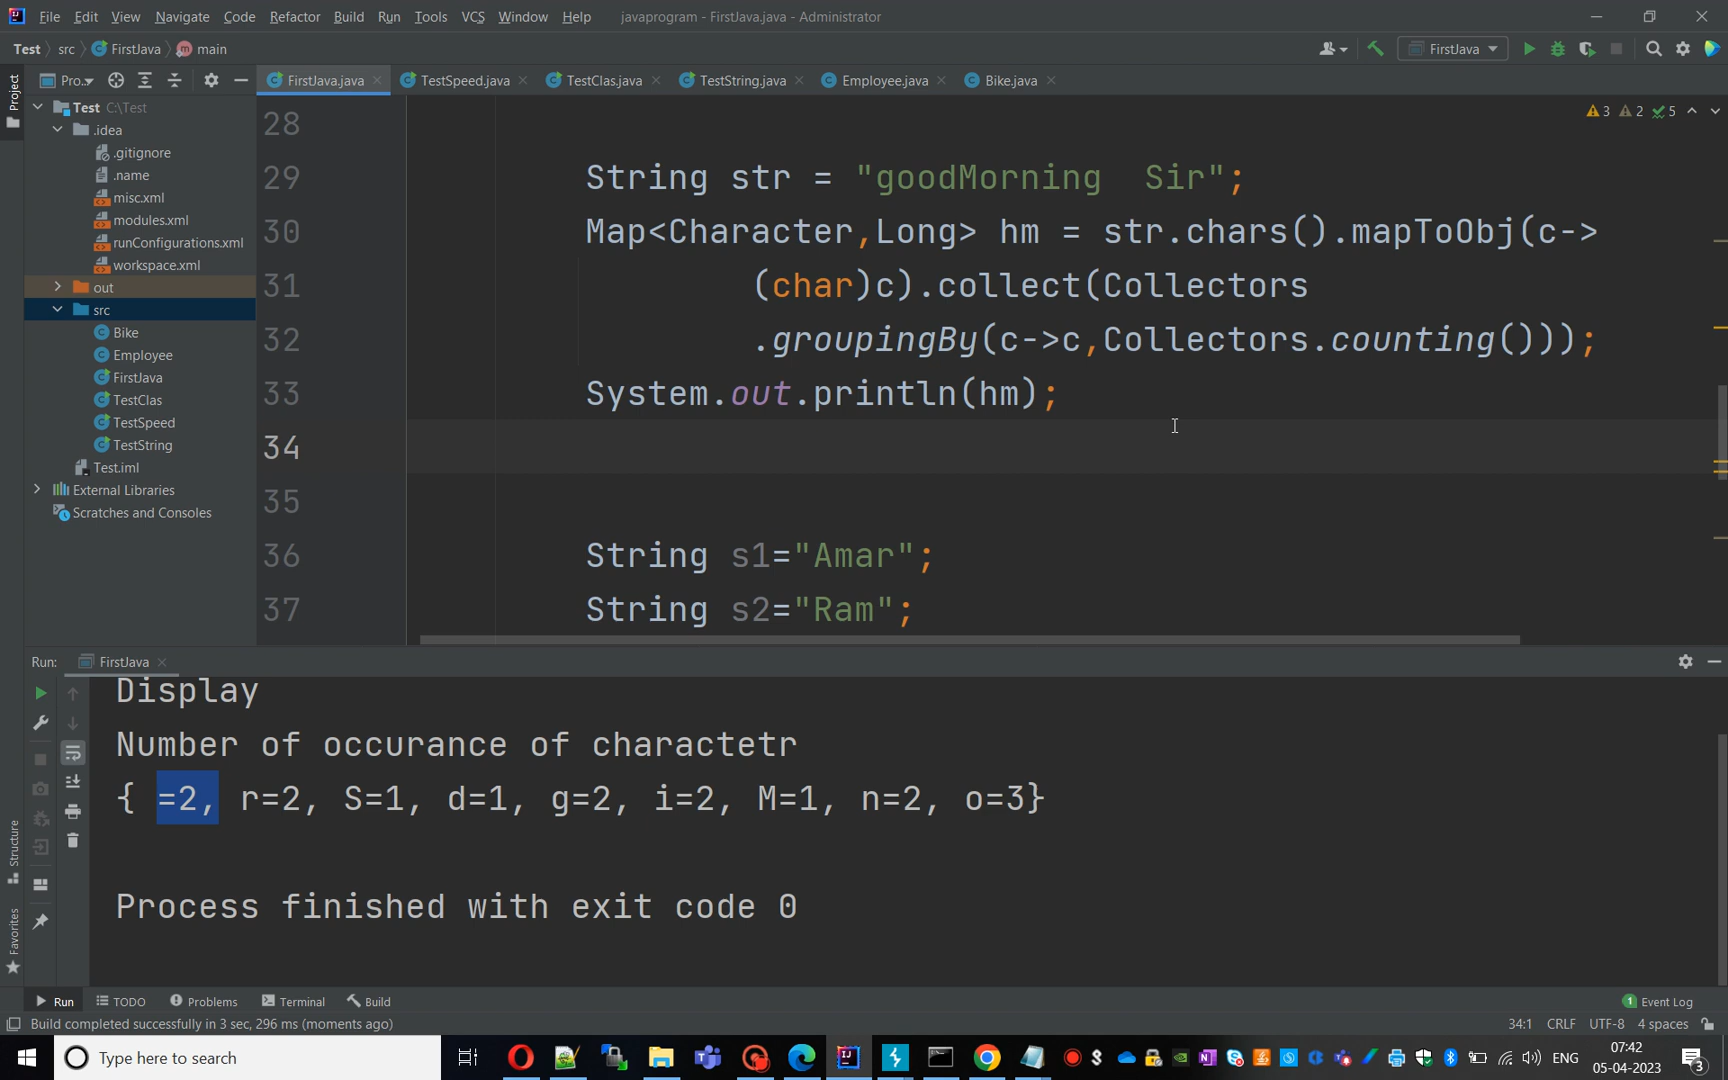 File Edit View Navigate Code Refactor Build Run Tools VCS Window Help javaprogram - FirstJava.java - Administrator
Test src FirstJava main
FirstJava
Project
Pro...
FirstJava.java TestSpeed.java TestClas.java TestString.java Employee.java Bike.java
Test C:\Test
.idea
.gitignore
.name
misc.xml
modules.xml
runConfigurations.xml
workspace.xml
out
src
Bike
Employee
FirstJava
TestClas
TestSpeed
TestString
Test.iml
External Libraries
Scratches and Consoles
3 2 5
28
29 String str = "goodMorning  Sir";
30 Map<Character,Long> hm = str.chars().mapToObj(c->
31 (char)c).collect(Collectors
32 .groupingBy(c->c,Collectors.counting()));
33 System.out.println(hm);
34
35
36 String s1="Amar";
37 String s2="Ram";
Run: FirstJava
Display
Number of occurance of charactetr
{ =2, r=2, S=1, d=1, g=2, i=2, M=1, n=2, o=3}
Process finished with exit code 0
Structure
Favorites
Run TODO Problems Terminal Build
1 Event Log
Build completed successfully in 3 sec, 296 ms (moments ago)
34:1 CRLF UTF-8 4 spaces
Type here to search
ENG
07:42
05-04-2023
3